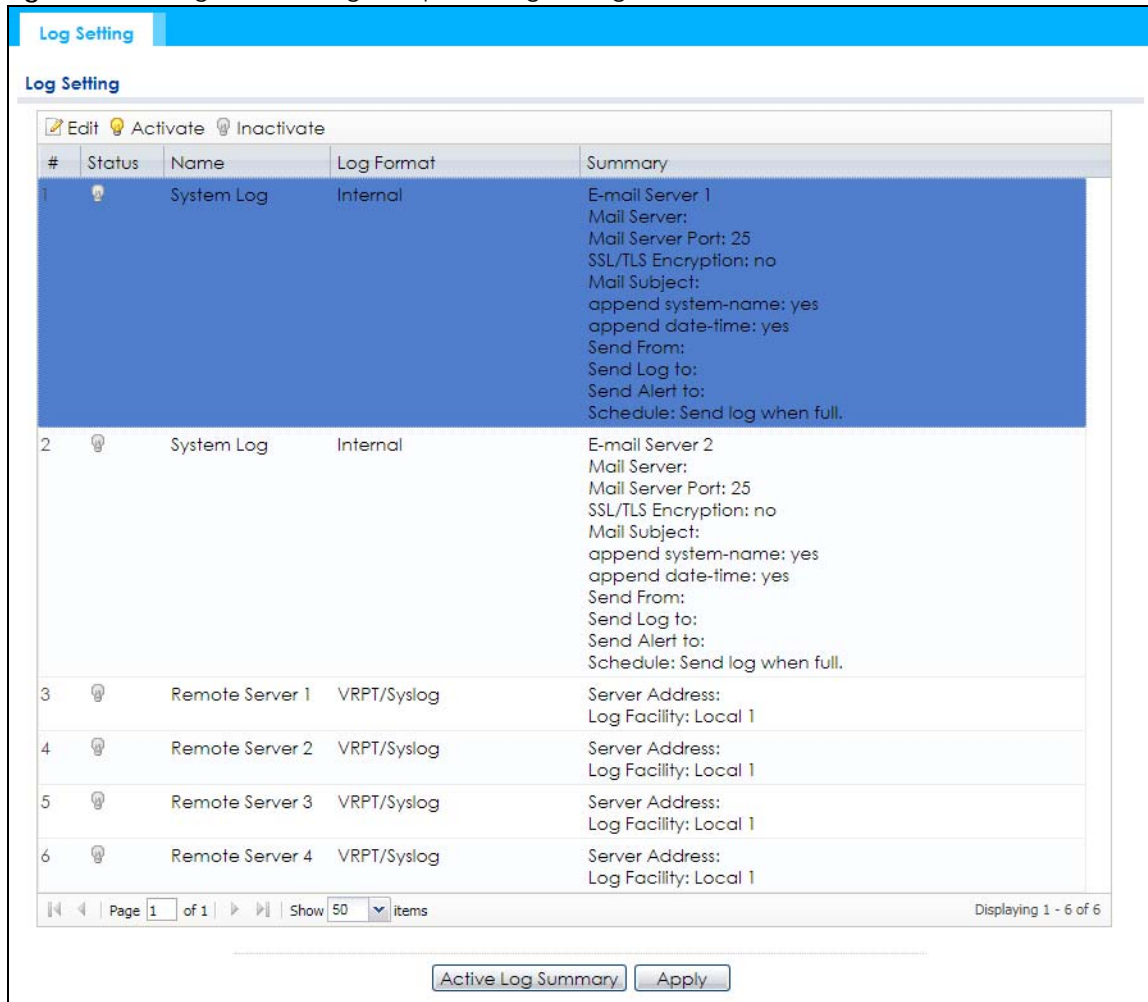 Log Setting
Log Setting
Edit Activate Inactivate
# Status Name Log Format Summary
1 System Log Internal E-mail Server 1
Mail Server:
Mail Server Port: 25
SSL/TLS Encryption: no
Mail Subject:
append system-name: yes
append date-time: yes
Send From:
Send Log to:
Send Alert to:
Schedule: Send log when full.
2 System Log Internal E-mail Server 2
Mail Server:
Mail Server Port: 25
SSL/TLS Encryption: no
Mail Subject:
append system-name: yes
append date-time: yes
Send From:
Send Log to:
Send Alert to:
Schedule: Send log when full.
3 Remote Server 1 VRPT/Syslog Server Address:
Log Facility: Local 1
4 Remote Server 2 VRPT/Syslog Server Address:
Log Facility: Local 1
5 Remote Server 3 VRPT/Syslog Server Address:
Log Facility: Local 1
6 Remote Server 4 VRPT/Syslog Server Address:
Log Facility: Local 1
Page 1 of 1 Show 50 items Displaying 1 - 6 of 6
Active Log Summary Apply